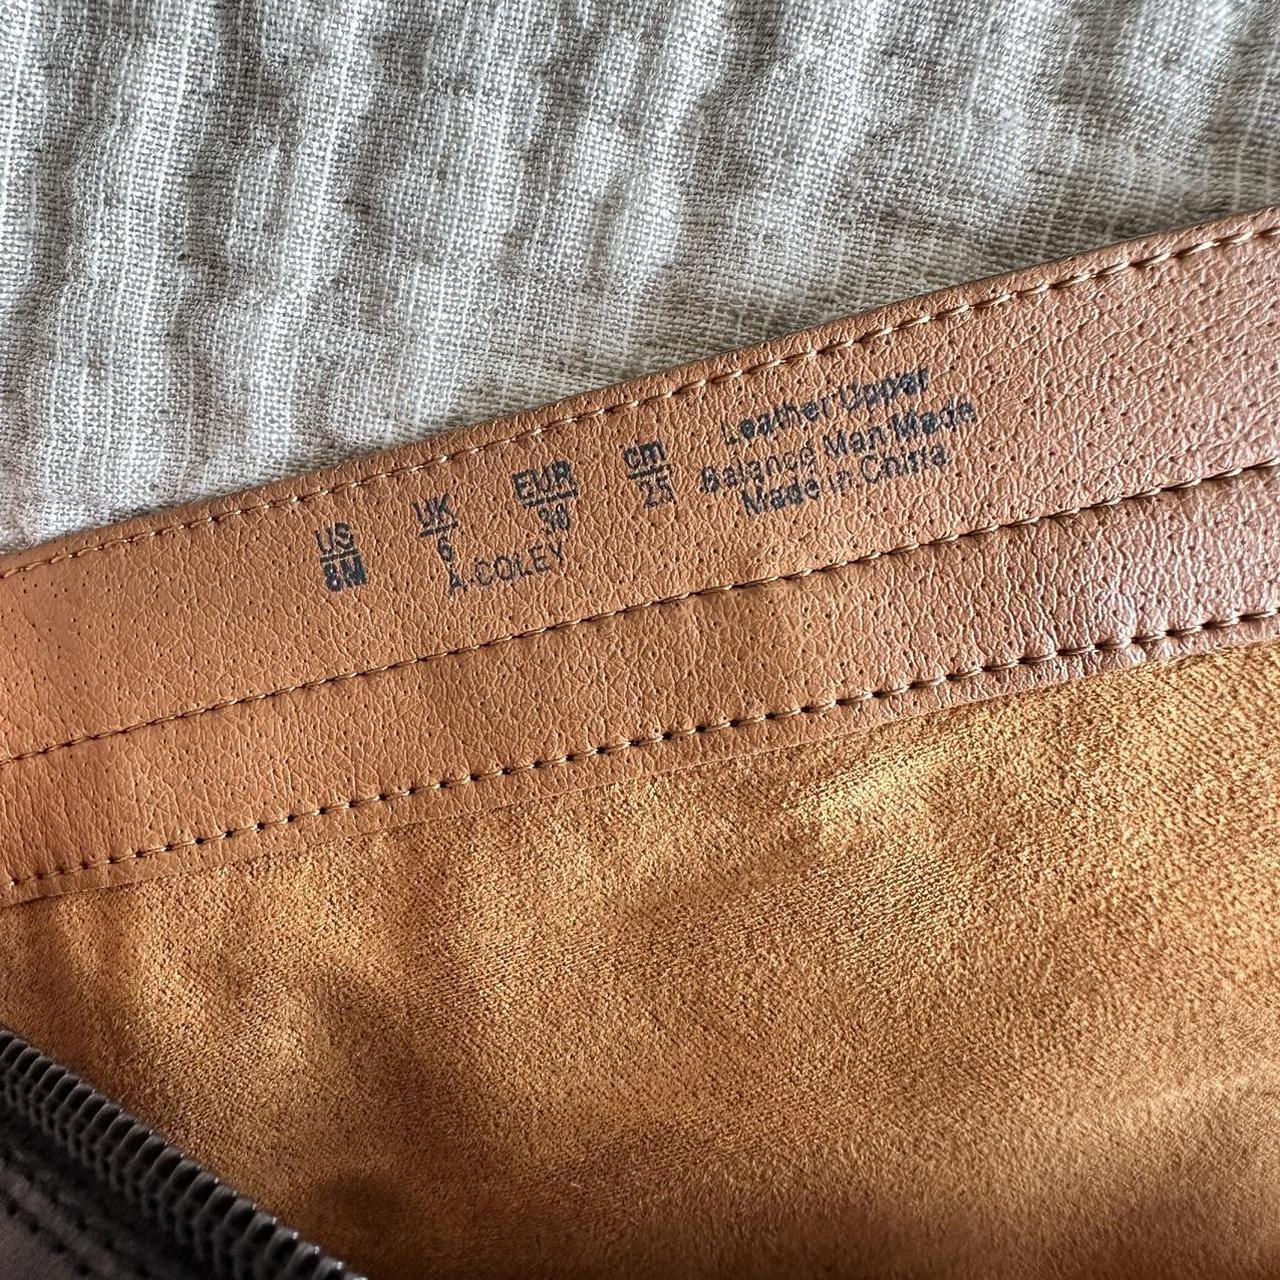 US UK EUR cm
8M 6 38 25
A.COLEY
Leather Upper
Balance Man Made
Made in China